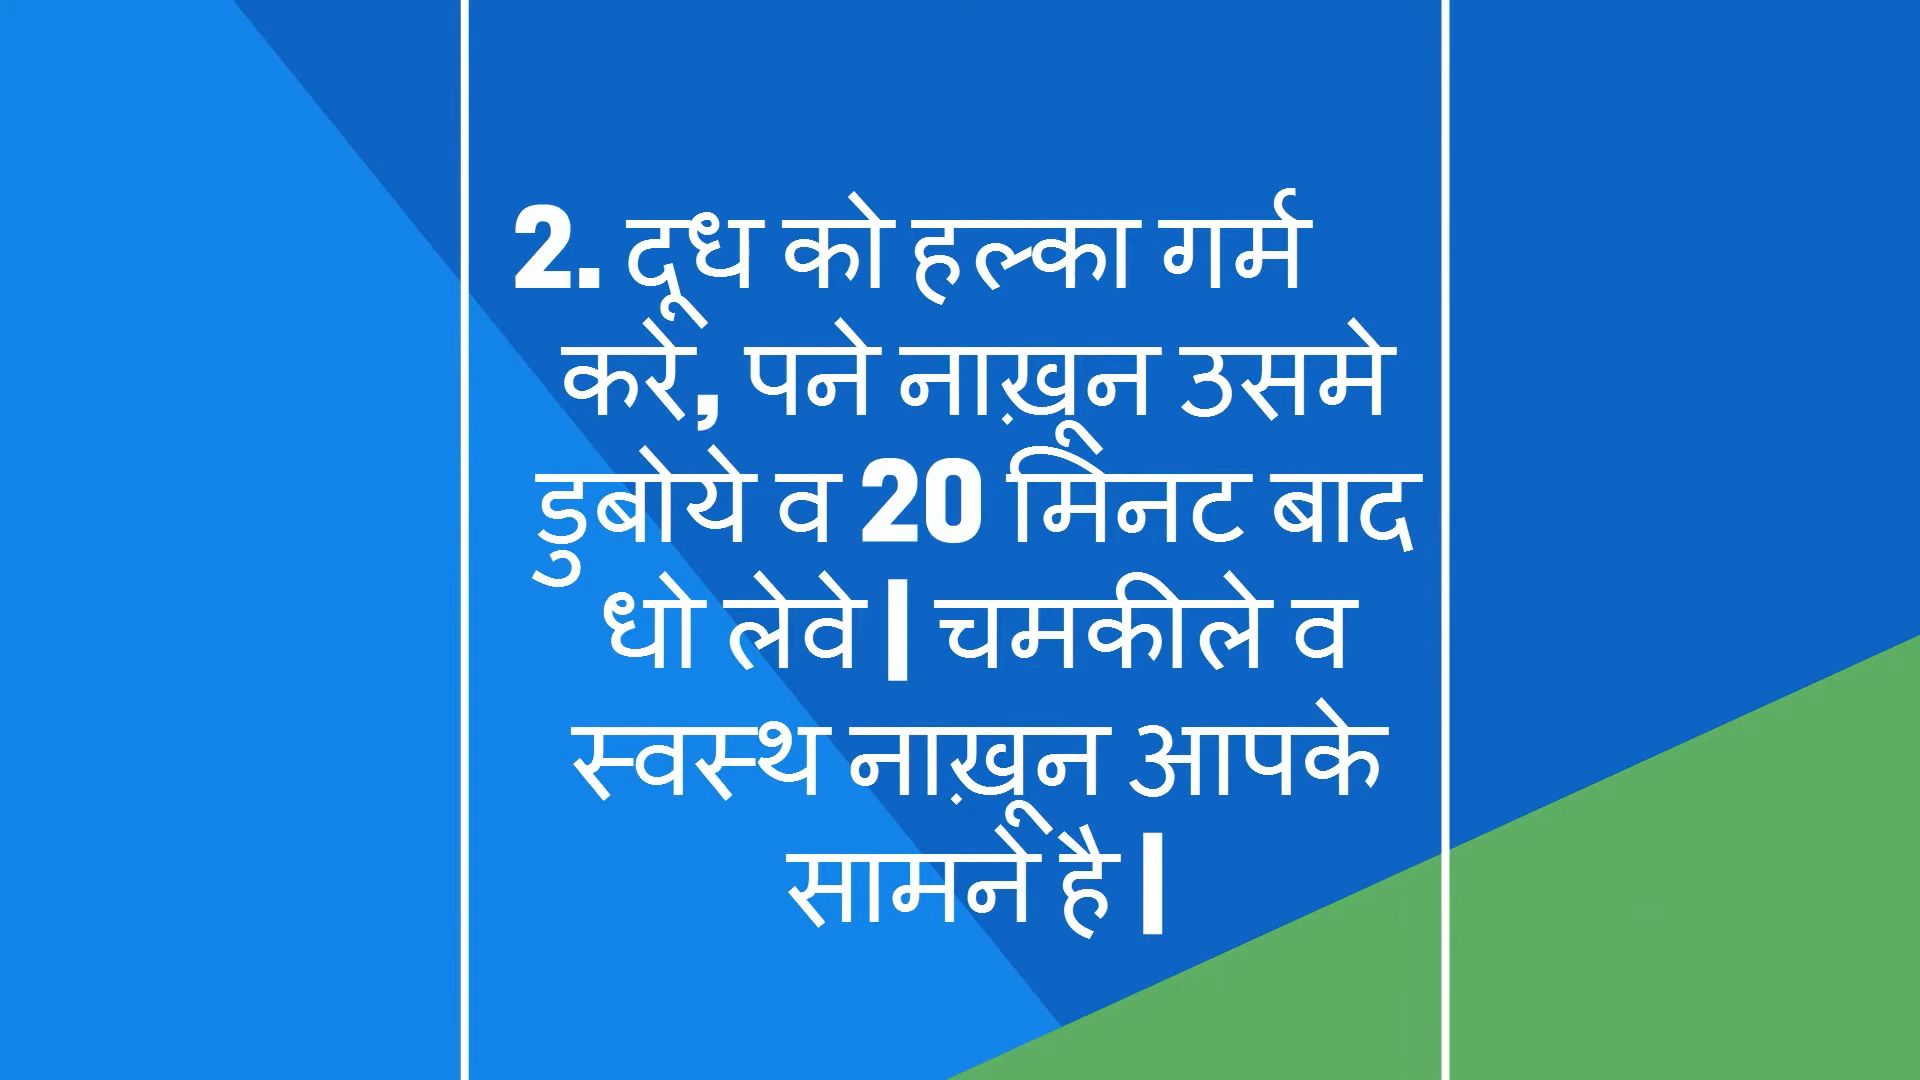 2. दूध को हल्का गर्म
करे, पने नाख़ून उसमे
डुबोये व 20 मिनट बाद
धो लेवे | चमकीले व
स्वस्थ नाख़ून आपके
सामने है |